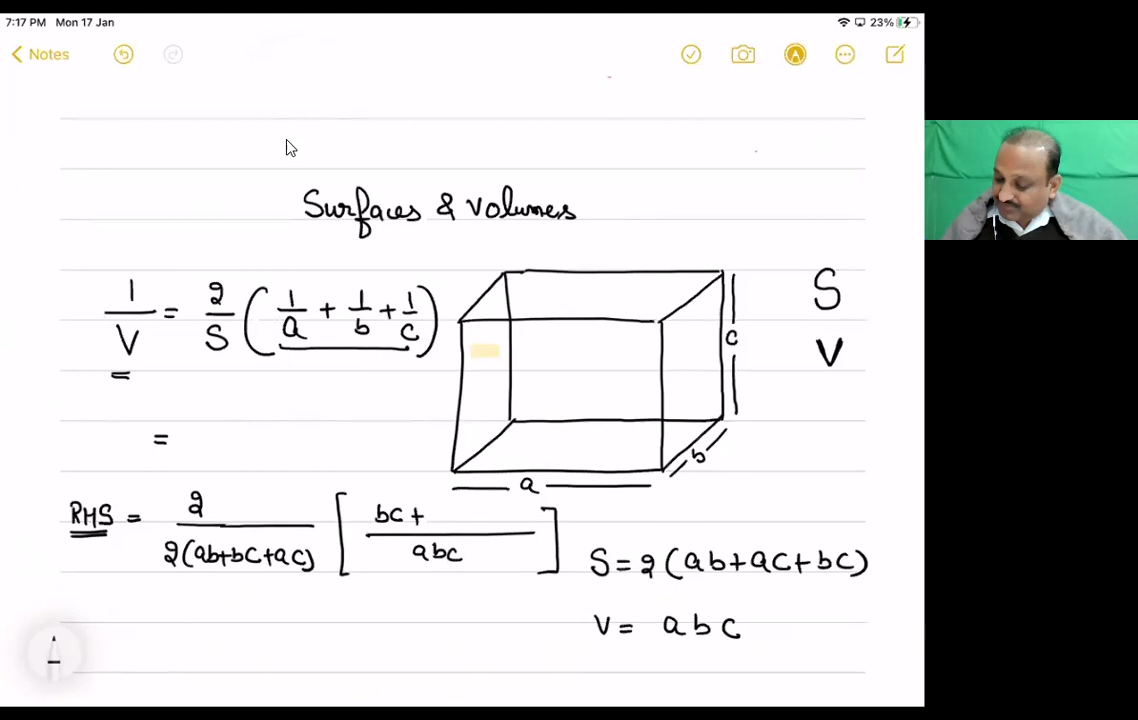 7:17 PM Mon 17 Jan 23%
Notes
Surfaces & Volumes
1/V = 2/S (1/a + 1/b + 1/c)
S
V
c
=
b
a
RHS = 2/2(ab+bc+ac) [bc+/abc]
S = 2(ab+ac+bc)
V = abc